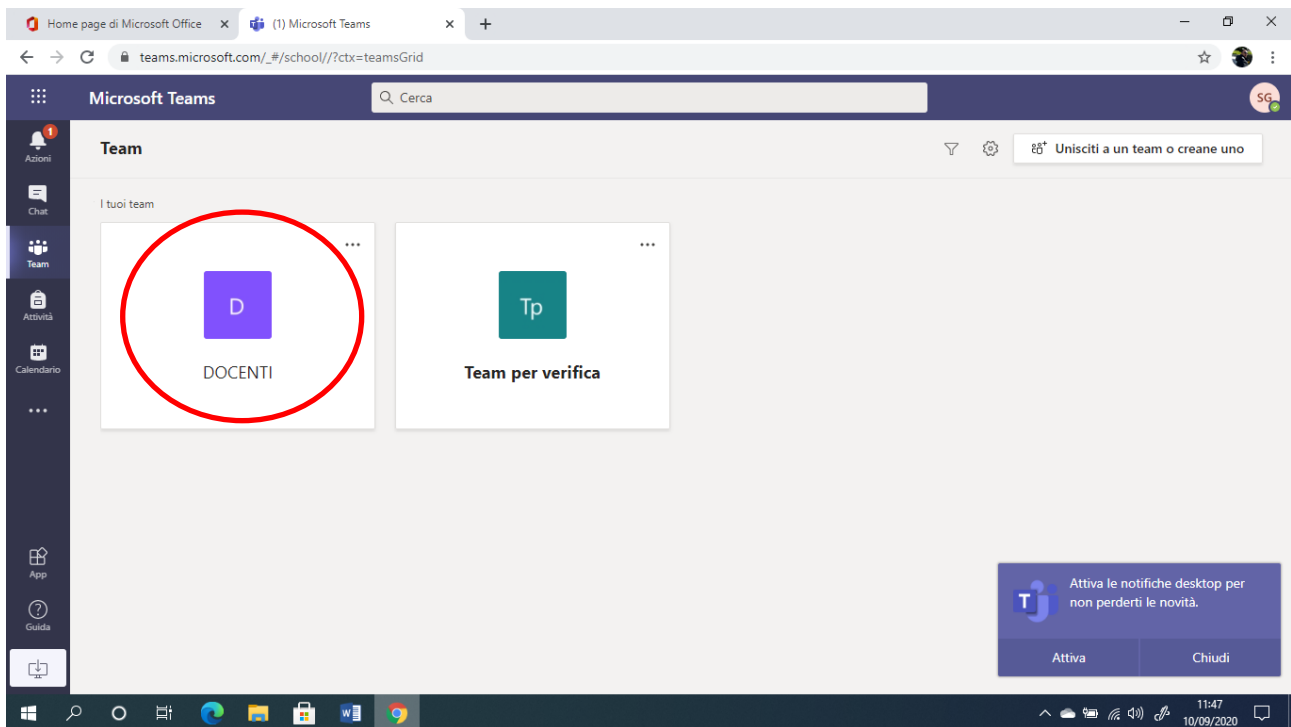 Home page di Microsoft Office
(1) Microsoft Teams
teams.microsoft.com/_#/school//?ctx=teamsGrid
Microsoft Teams
Cerca
SG
1
Azioni
Chat
Team
Attività
Calendario
App
Guida
Team
Unisciti a un team o creane uno
I tuoi team
D
DOCENTI
Tp
Team per verifica
T
Attiva le notifiche desktop per
non perderti le novità.
Attiva
Chiudi
W
11:47
10/09/2020